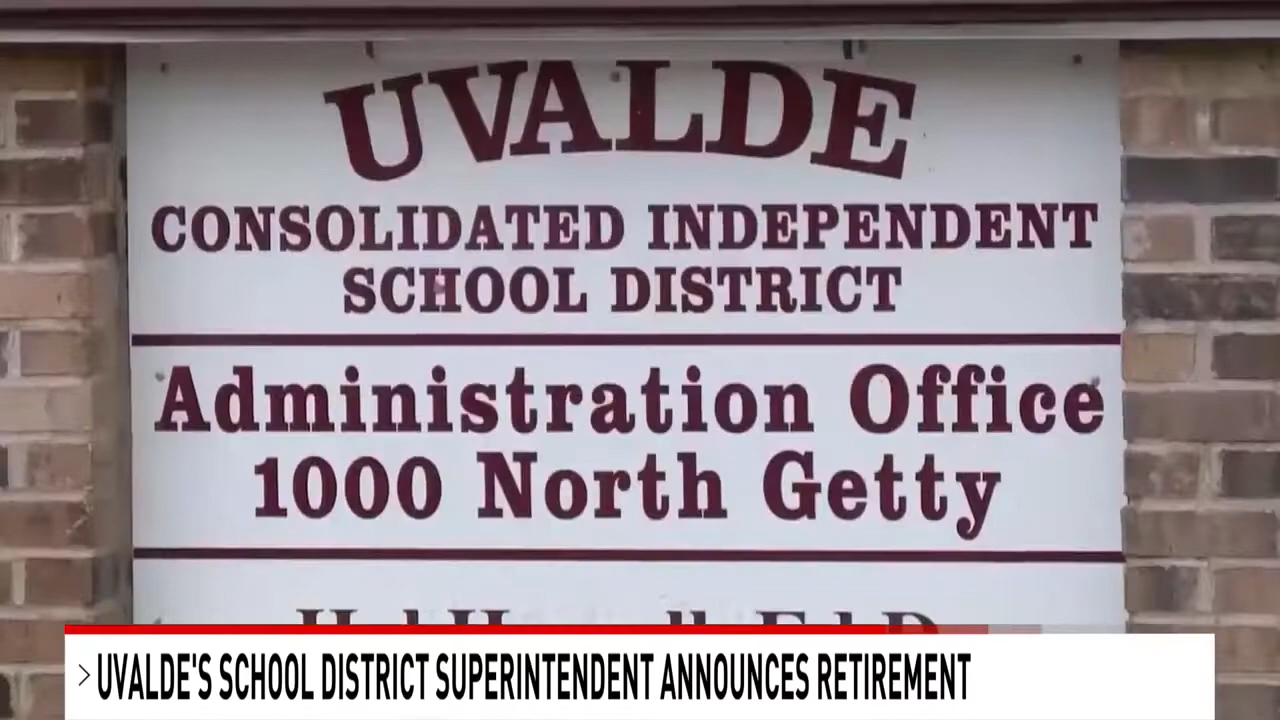 UVALDE
CONSOLIDATED INDEPENDENT
SCHOOL DISTRICT
Administration Office
1000 North Getty
UVALDE'S SCHOOL DISTRICT SUPERINTENDENT ANNOUNCES RETIREMENT